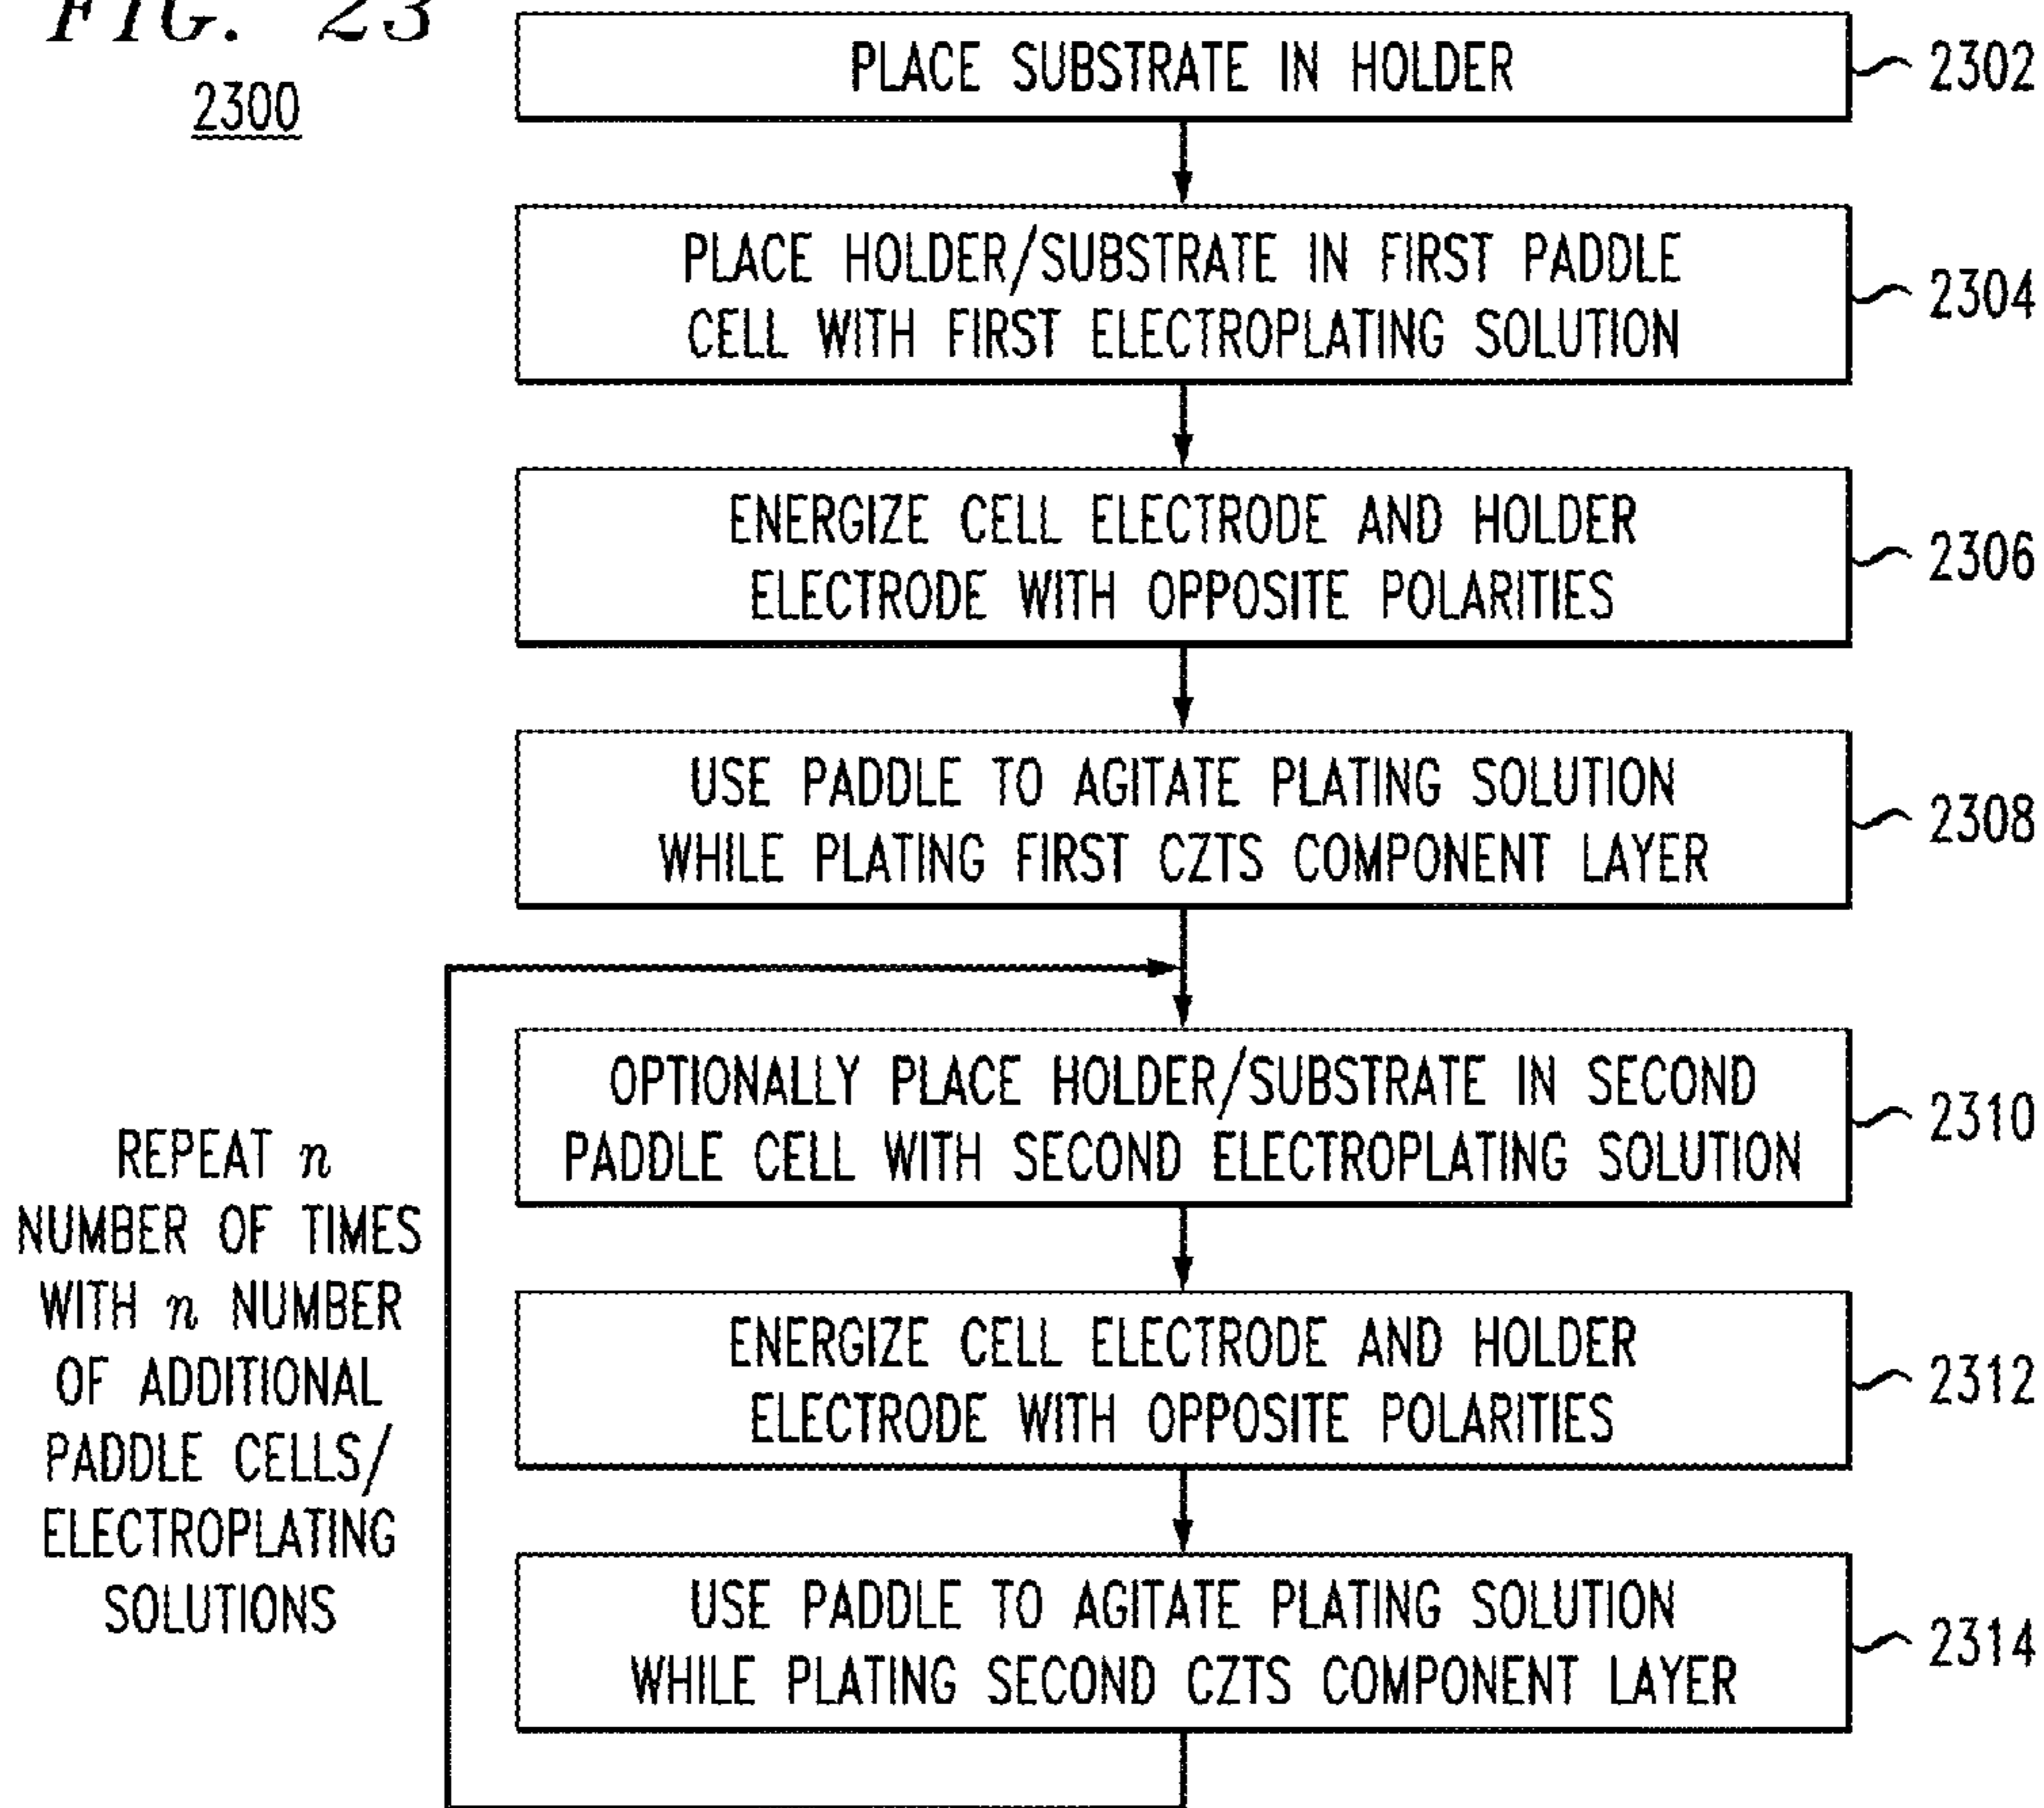 FIG. 23
2300
PLACE SUBSTRATE IN HOLDER
2302
PLACE HOLDER/SUBSTRATE IN FIRST PADDLE
CELL WITH FIRST ELECTROPLATING SOLUTION
2304
ENERGIZE CELL ELECTRODE AND HOLDER
ELECTRODE WITH OPPOSITE POLARITIES
2306
USE PADDLE TO AGITATE PLATING SOLUTION
WHILE PLATING FIRST CZTS COMPONENT LAYER
2308
OPTIONALLY PLACE HOLDER/SUBSTRATE IN SECOND
PADDLE CELL WITH SECOND ELECTROPLATING SOLUTION
2310
ENERGIZE CELL ELECTRODE AND HOLDER
ELECTRODE WITH OPPOSITE POLARITIES
2312
USE PADDLE TO AGITATE PLATING SOLUTION
WHILE PLATING SECOND CZTS COMPONENT LAYER
2314
REPEAT n
NUMBER OF TIMES
WITH n NUMBER
OF ADDITIONAL
PADDLE CELLS/
ELECTROPLATING
SOLUTIONS